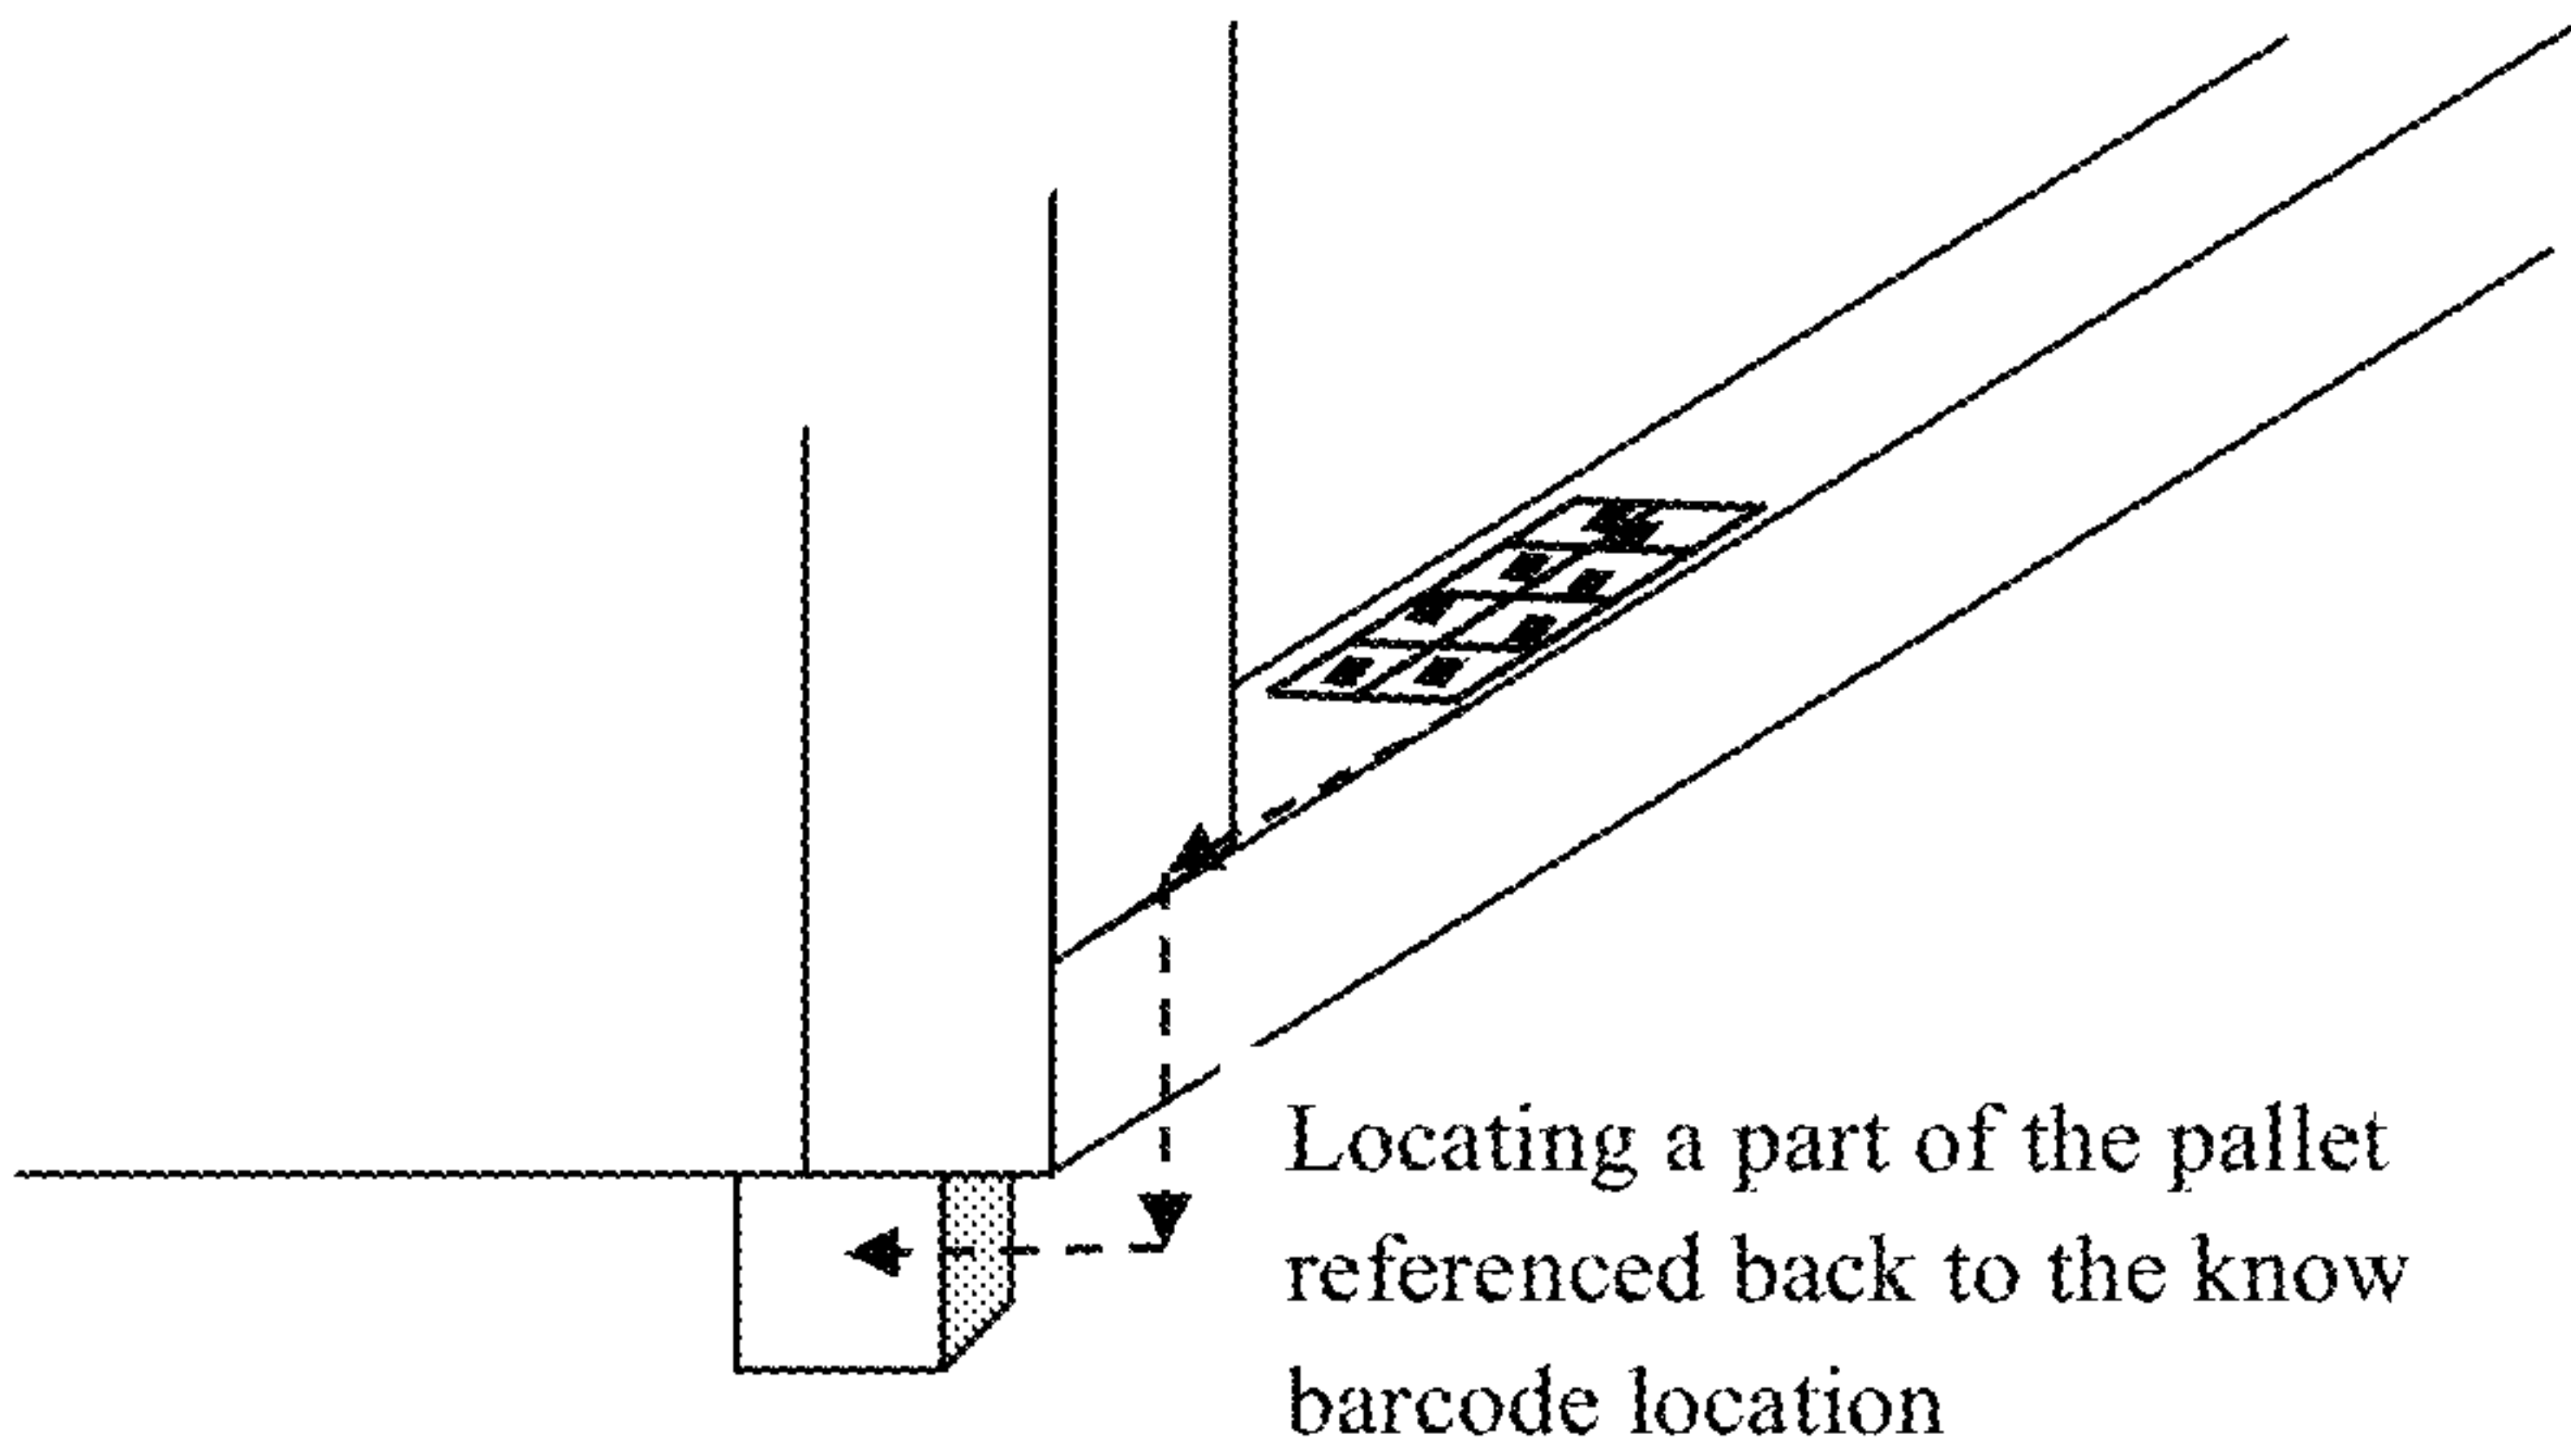 Locating a part of the pallet
referenced back to the know
barcode location